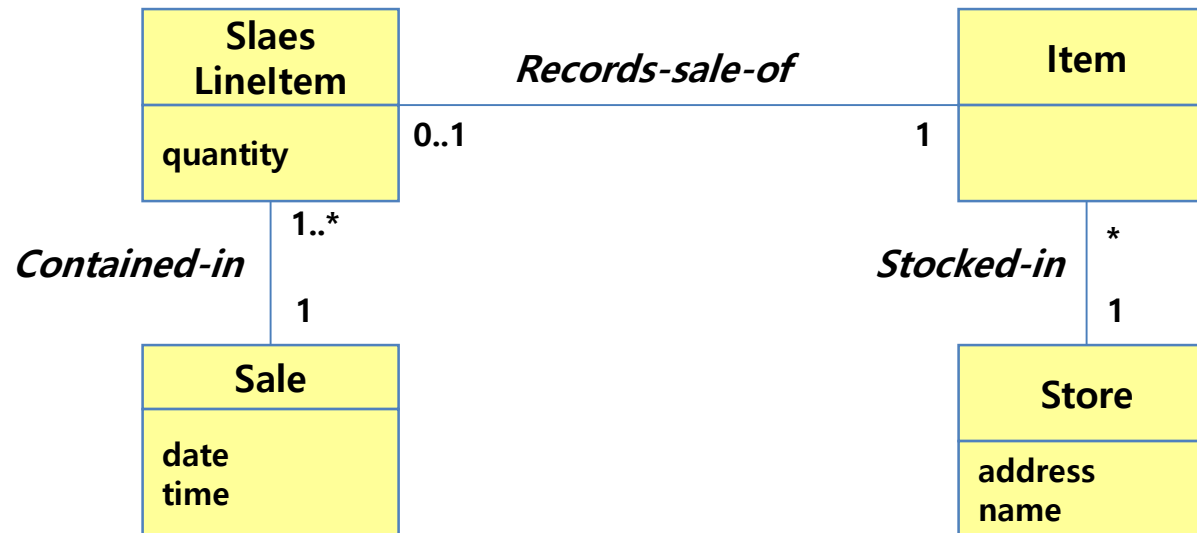 Slaes
LineItem
Records-sale-of
Item
quantity
0..1
1
1..*
*
Contained-in
Stocked-in
1
1
Sale
Store
date
time
address
name